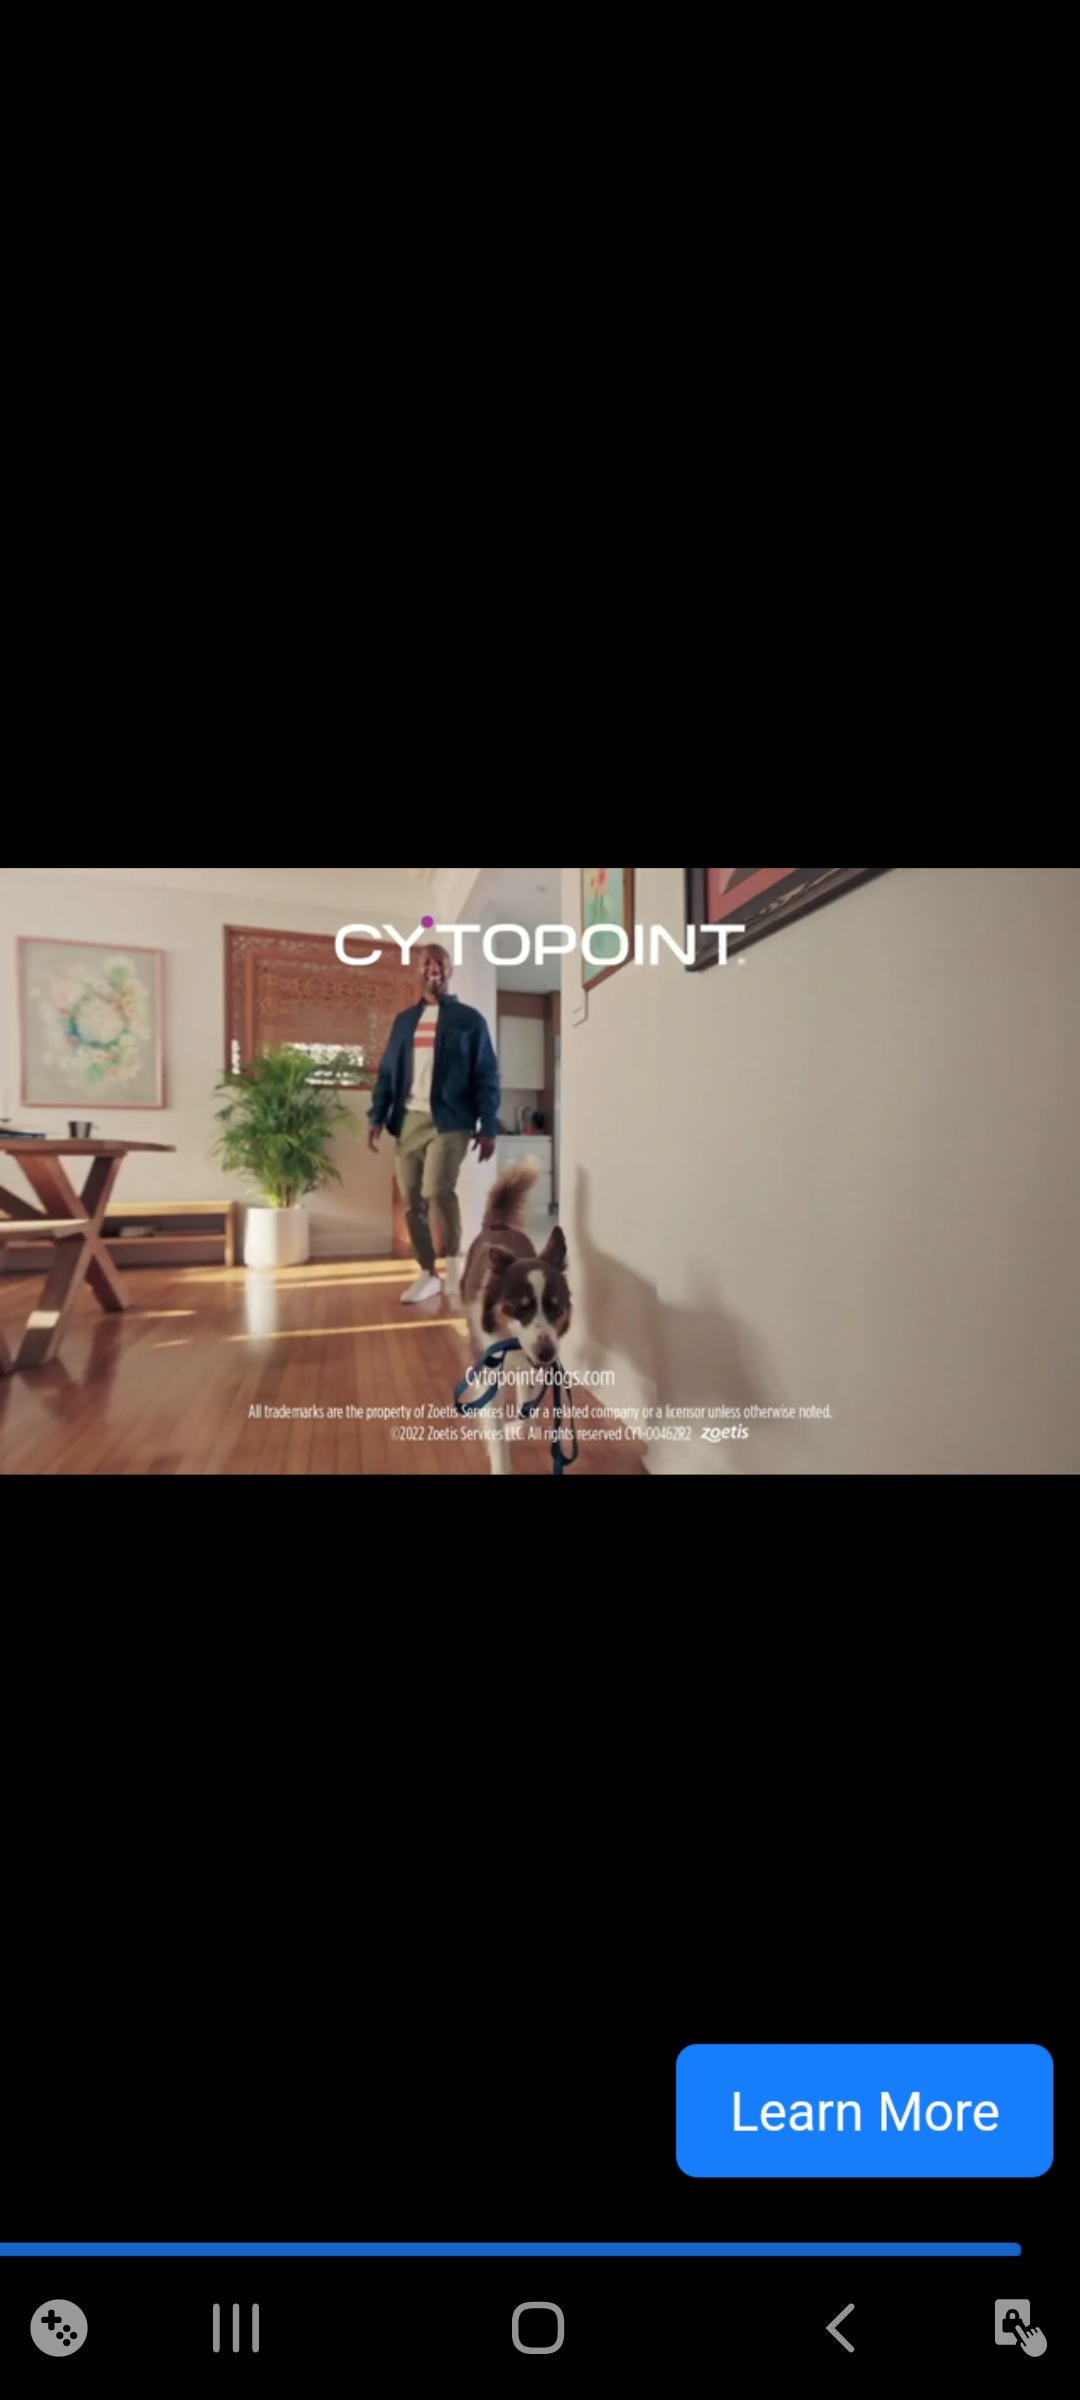 CYTOPOINT.
Cytopoint4dogs.com
All trademarks are the property of Zoetis Services U.K. or a related company or a licensor unless otherwise noted.
©2022 Zoetis Services LLC. All rights reserved CYT-00462R2 zoetis
Learn More